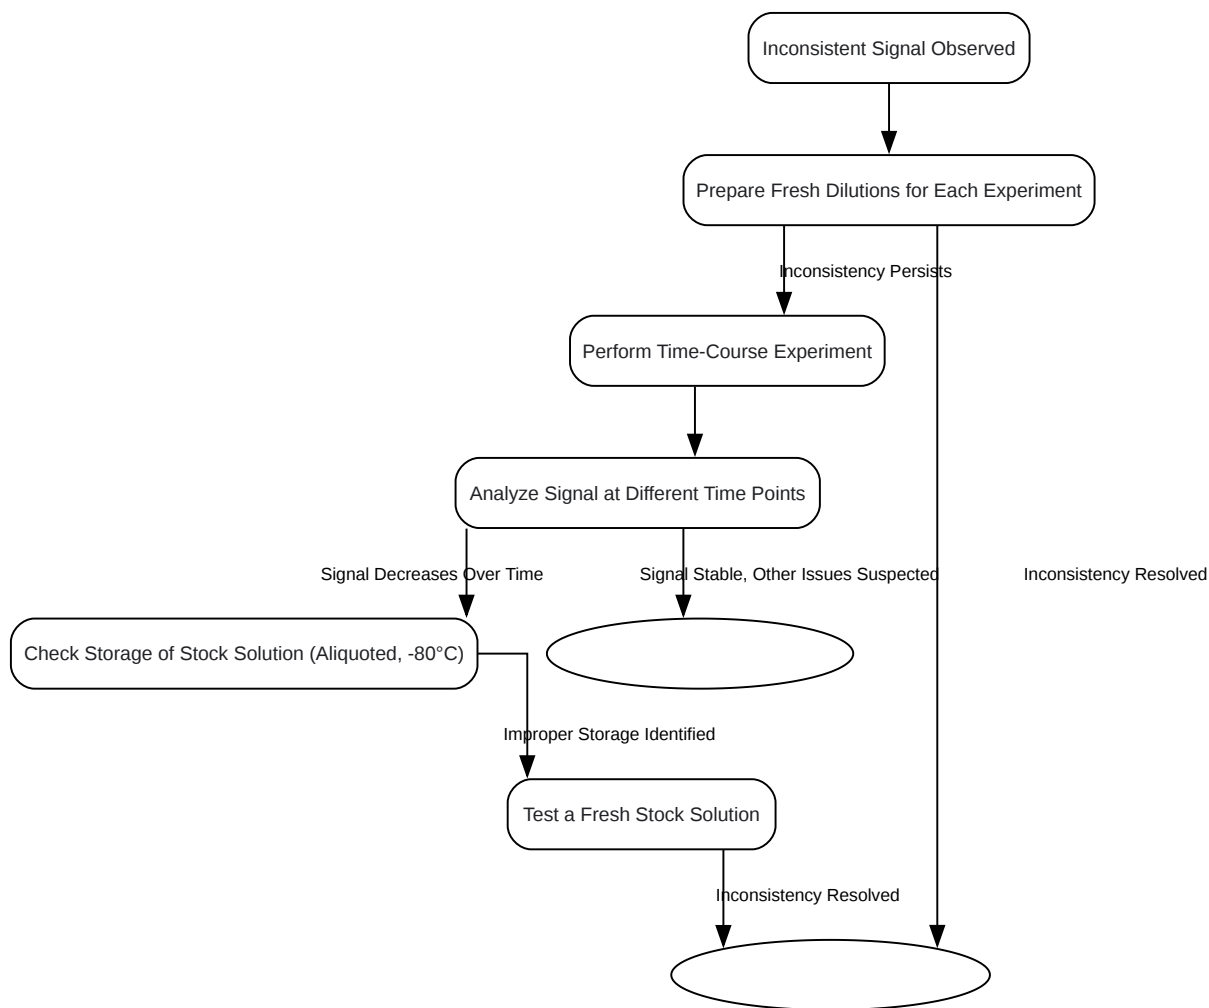 Inconsistent Signal Observed
Prepare Fresh Dilutions for Each Experiment
Inconsistency Persists
Perform Time-Course Experiment
Analyze Signal at Different Time Points
Signal Decreases Over Time
Signal Stable, Other Issues Suspected
Inconsistency Resolved
Check Storage of Stock Solution (Aliquoted, -80°C)
Improper Storage Identified
Test a Fresh Stock Solution
Inconsistency Resolved